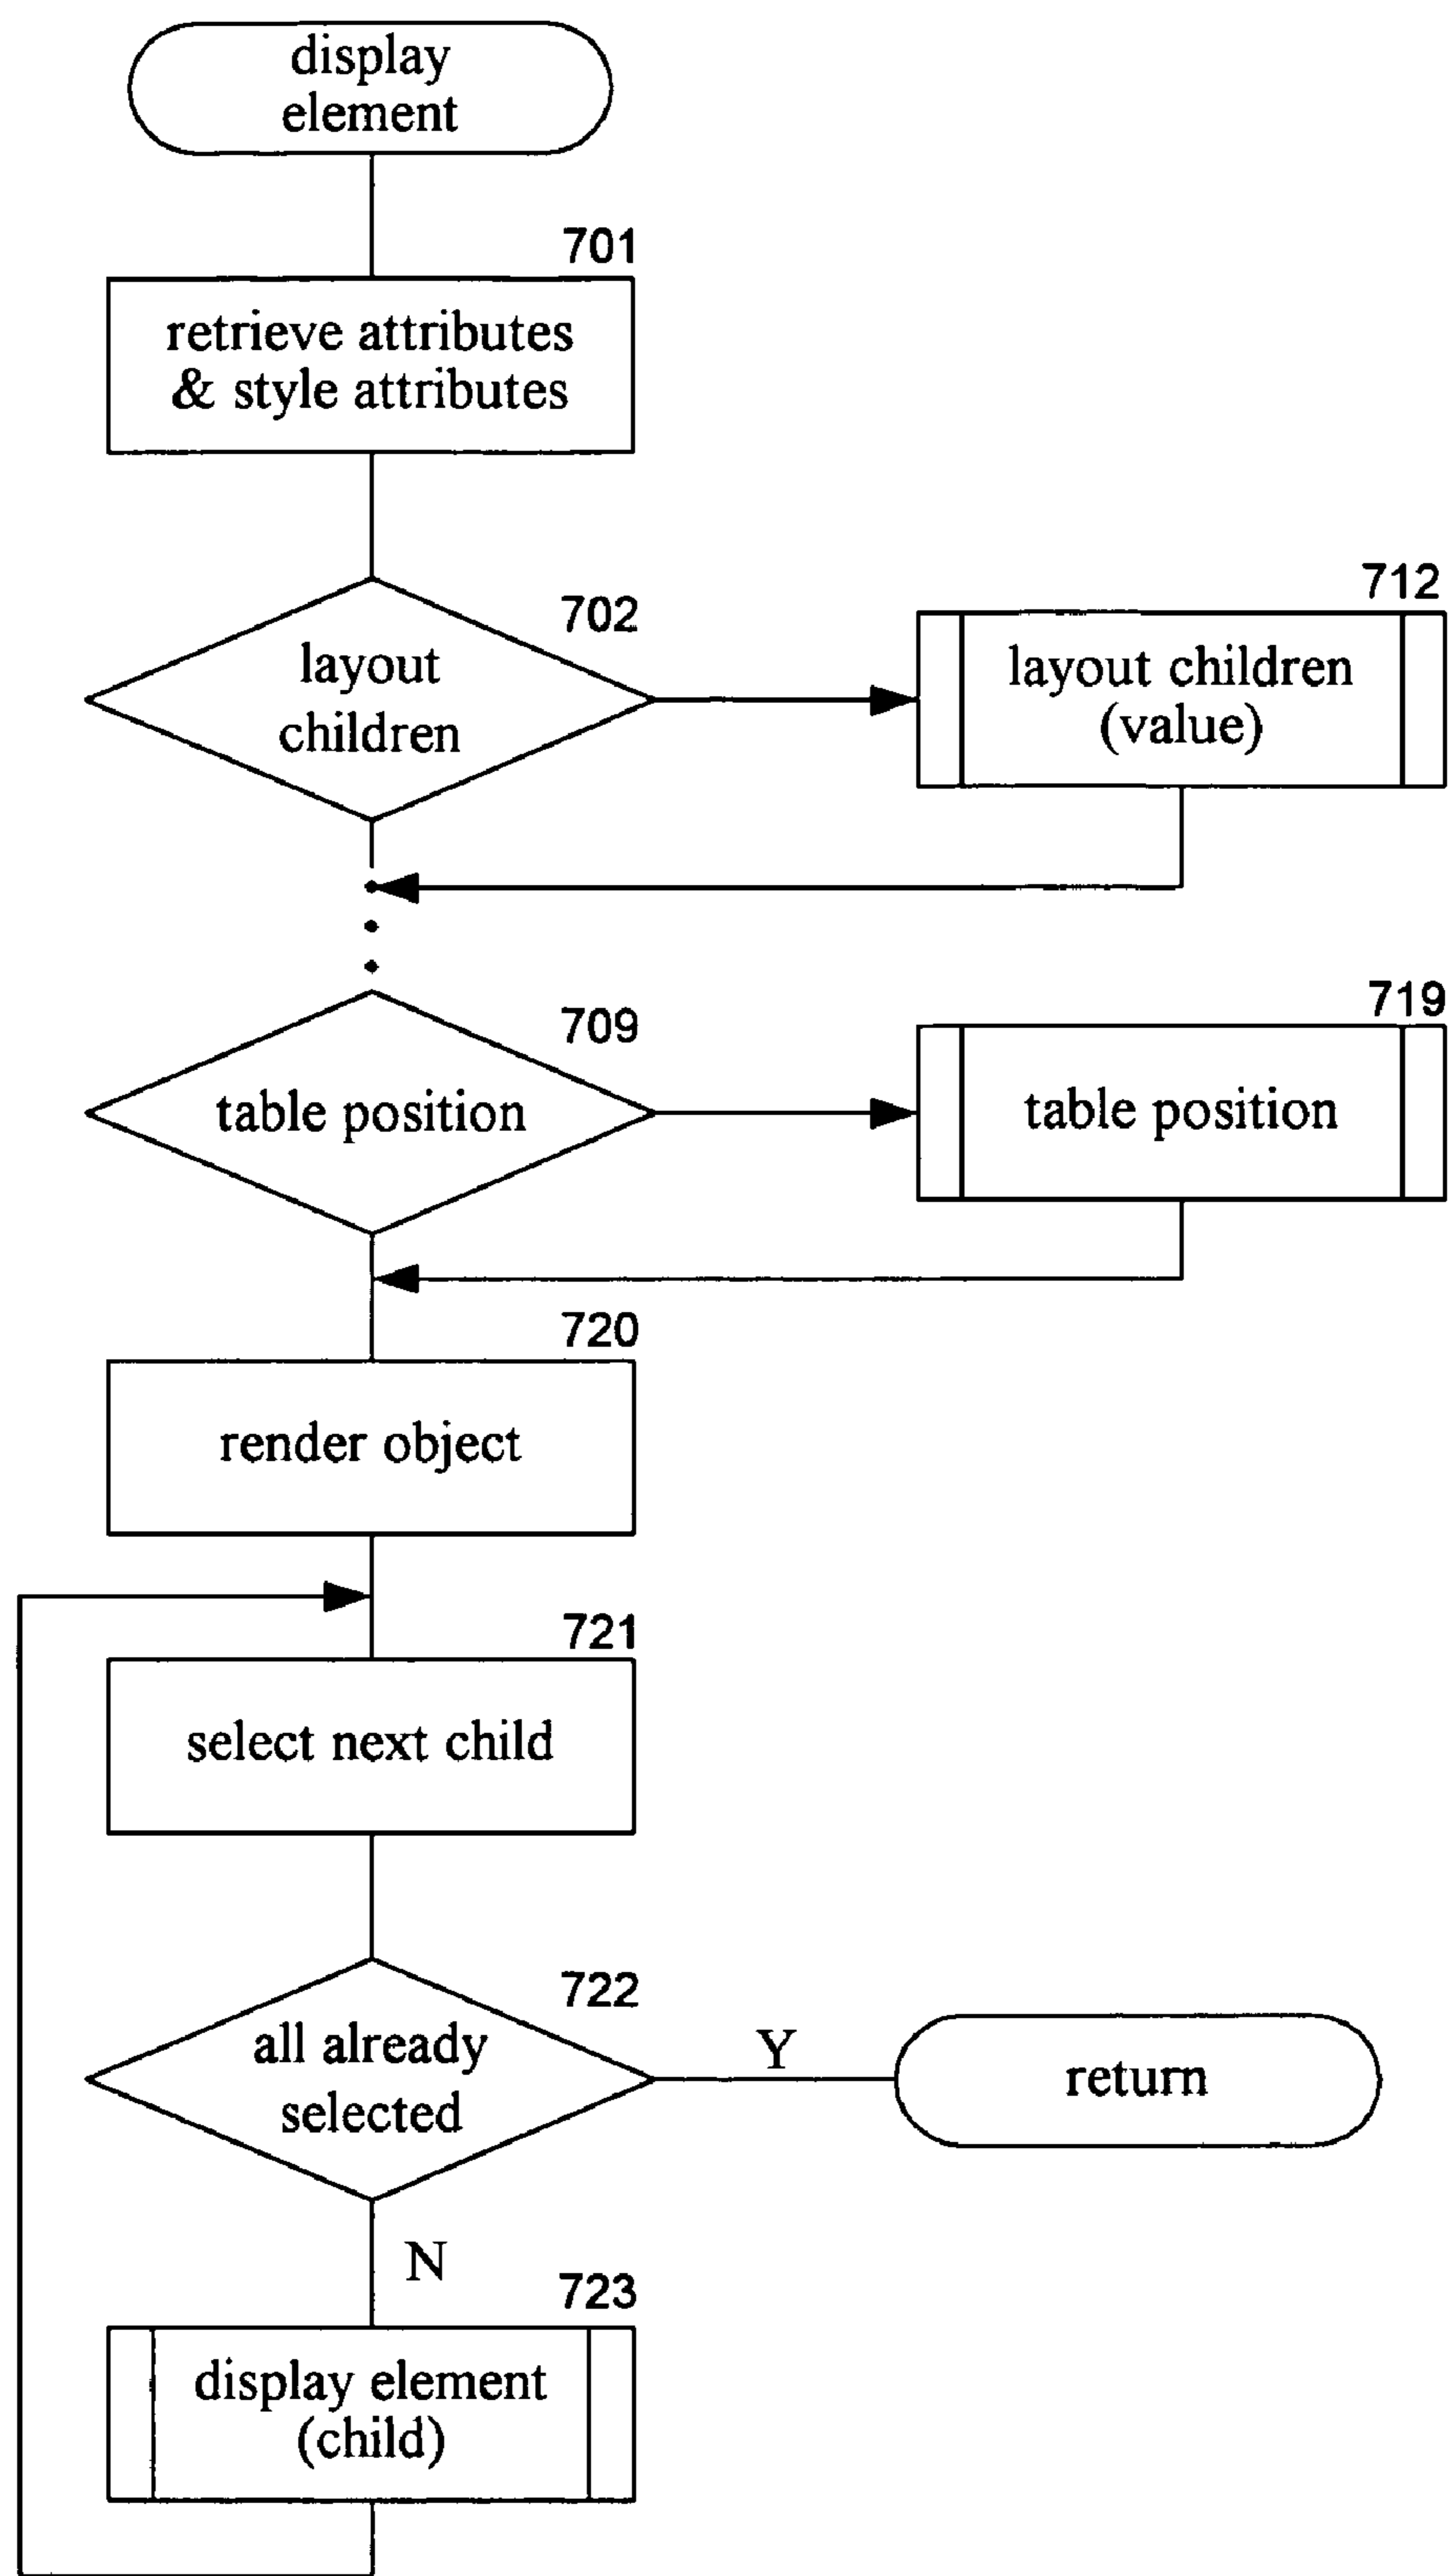 display
element
701
retrieve attributes
& style attributes
702
layout
children
712
layout children
(value)
709
table position
719
table position
720
render object
721
select next child
722
all already
selected
Y
return
N
723
display element
(child)